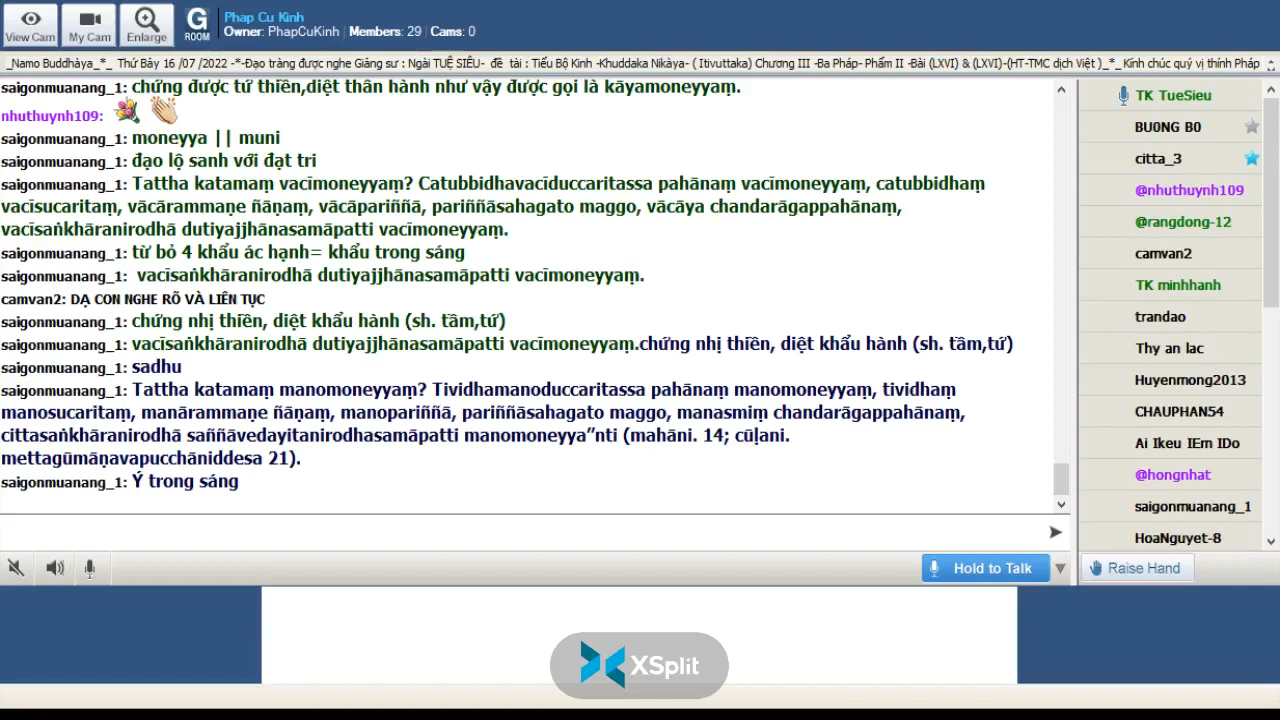 View Cam
My Cam
Enlarge
G
ROOM
Phap Cu Kinh
Owner: PhapCuKinh Members: 29 Cams: 0
_Namo Buddhàya_*_ Thứ Bảy 16 /07 /2022 -*-Đạo tràng được nghe Giảng sư : Ngài TUỆ SIÊU- đề tài : Tiểu Bộ Kinh -Khuddaka Nikàya- ( Itivuttaka) Chương III -Ba Pháp- Phẩm II -Bài (LXVI) & (LXVI)-(HT-TMC dịch Việt )_*_ Kính chúc quý vị thính Pháp
saigonmuanang_1: chứng được tứ thiền,diệt thân hành như vậy được gọi là kāyamoneyyaṃ.
nhuthuynh109:
saigonmuanang_1: moneyya || muni
saigonmuanang_1: đạo lộ sanh với đạt tri
saigonmuanang_1: Tattha katamaṃ vacīmoneyyaṃ? Catubbidhavacīduccaritassa pahānaṃ vacīmoneyyaṃ, catubbidhaṃ
vacīsucaritaṃ, vācārammaṇe ñāṇaṃ, vācāpariññā, pariññāsahagato maggo, vācāya chandarāgappahānaṃ,
vacīsaṅkhāranirodhā dutiyajjhānasamāpatti vacīmoneyyaṃ.
saigonmuanang_1: từ bỏ 4 khẩu ác hạnh= khẩu trong sáng
saigonmuanang_1: vacīsaṅkhāranirodhā dutiyajjhānasamāpatti vacīmoneyyaṃ.
camvan2: DẠ CON NGHE RÕ VÀ LIÊN TỤC
saigonmuanang_1: chứng nhị thiền, diệt khẩu hành (sh. tầm,tứ)
saigonmuanang_1: vacīsaṅkhāranirodhā dutiyajjhānasamāpatti vacīmoneyyaṃ.chứng nhị thiền, diệt khẩu hành (sh. tầm,tứ)
saigonmuanang_1: sadhu
saigonmuanang_1: Tattha katamaṃ manomoneyyaṃ? Tividhamanoduccaritassa pahānaṃ manomoneyyaṃ, tividhaṃ
manosucaritaṃ, manārammaṇe ñāṇaṃ, manopariññā, pariññāsahagato maggo, manasmiṃ chandarāgappahānaṃ,
cittasaṅkhāranirodhā saññāvedayitanirodhasamāpatti manomoneyya”nti (mahāni. 14; cūḷani.
mettagūmāṇavapucchāniddesa 21).
saigonmuanang_1: Ý trong sáng
TK TueSieu
BU0NG B0
citta_3
@nhuthuynh109
@rangdong-12
camvan2
TK minhhanh
trandao
Thy an lac
Huyenmong2013
CHAUPHAN54
Ai Ikeu IEm IDo
@hongnhat
saigonmuanang_1
HoaNguyet-8
Hold to Talk
Raise Hand
XSplit